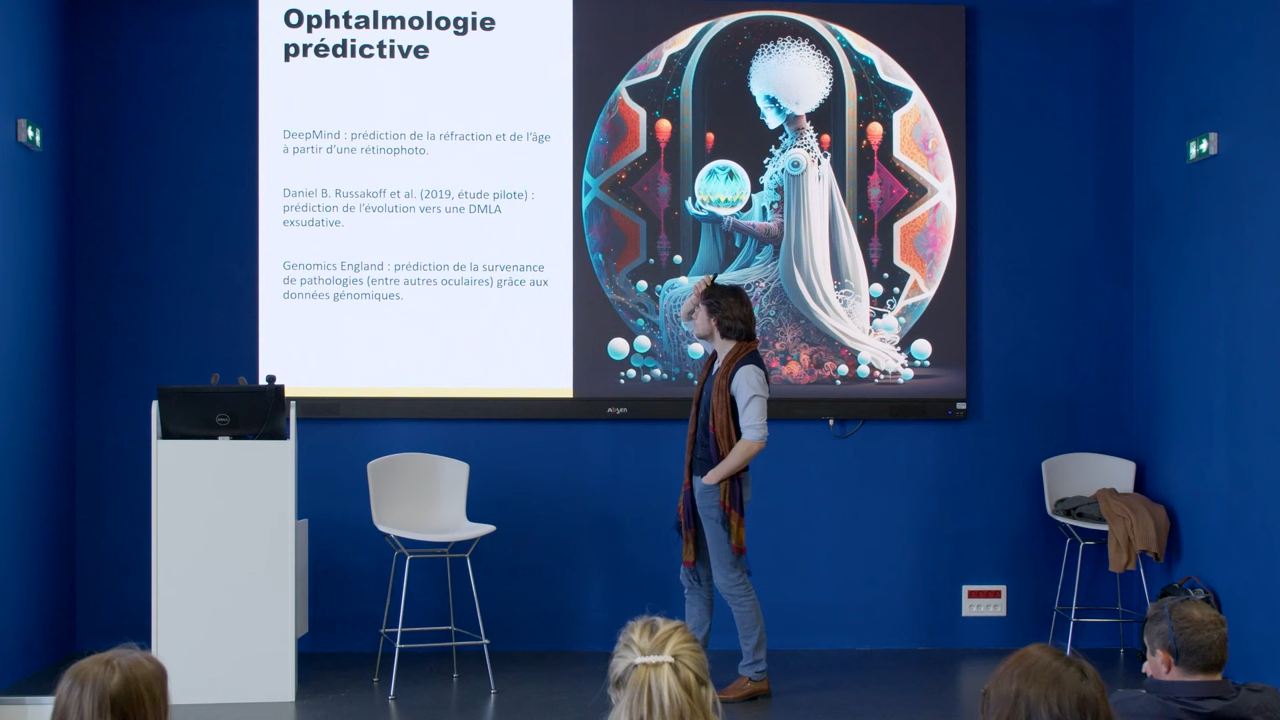 Ophtalmologie
prédictive
DeepMind : prédiction de la réfraction et de l'âge
à partir d'une rétinophoto.
Daniel B. Russakoff et al. (2019, étude pilote) :
prédiction de l'évolution vers une DMLA
exsudative.
Genomics England : prédiction de la survenance
de pathologies (entre autres oculaires) grâce aux
données génomiques.
DELL